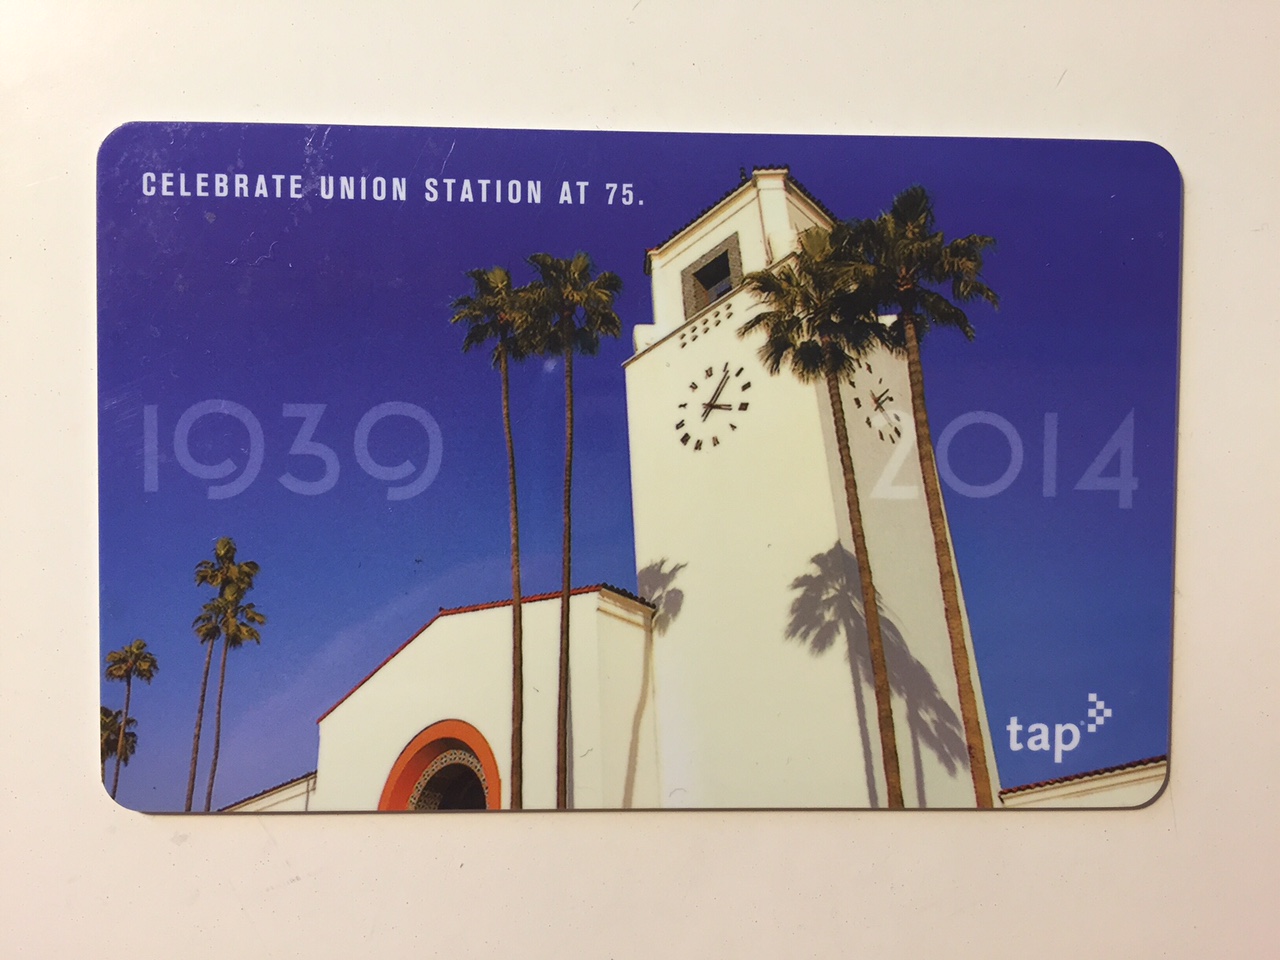 CELEBRATE UNION STATION AT 75.
1939 2014
tap